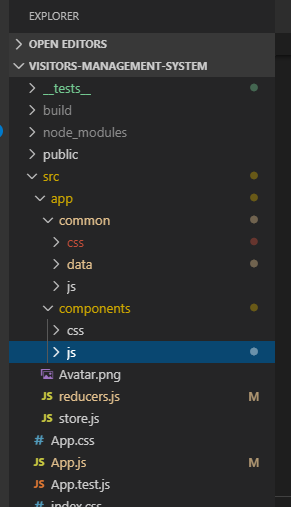 EXPLORER
OPEN EDITORS
VISITORS-MANAGEMENT-SYSTEM
__tests__
build
node_modules
public
src
app
common
css
data
js
components
css
js
Avatar.png
JS reducers.js M
JS store.js
# App.css
JS App.js M
JS App.test.js
# index.css